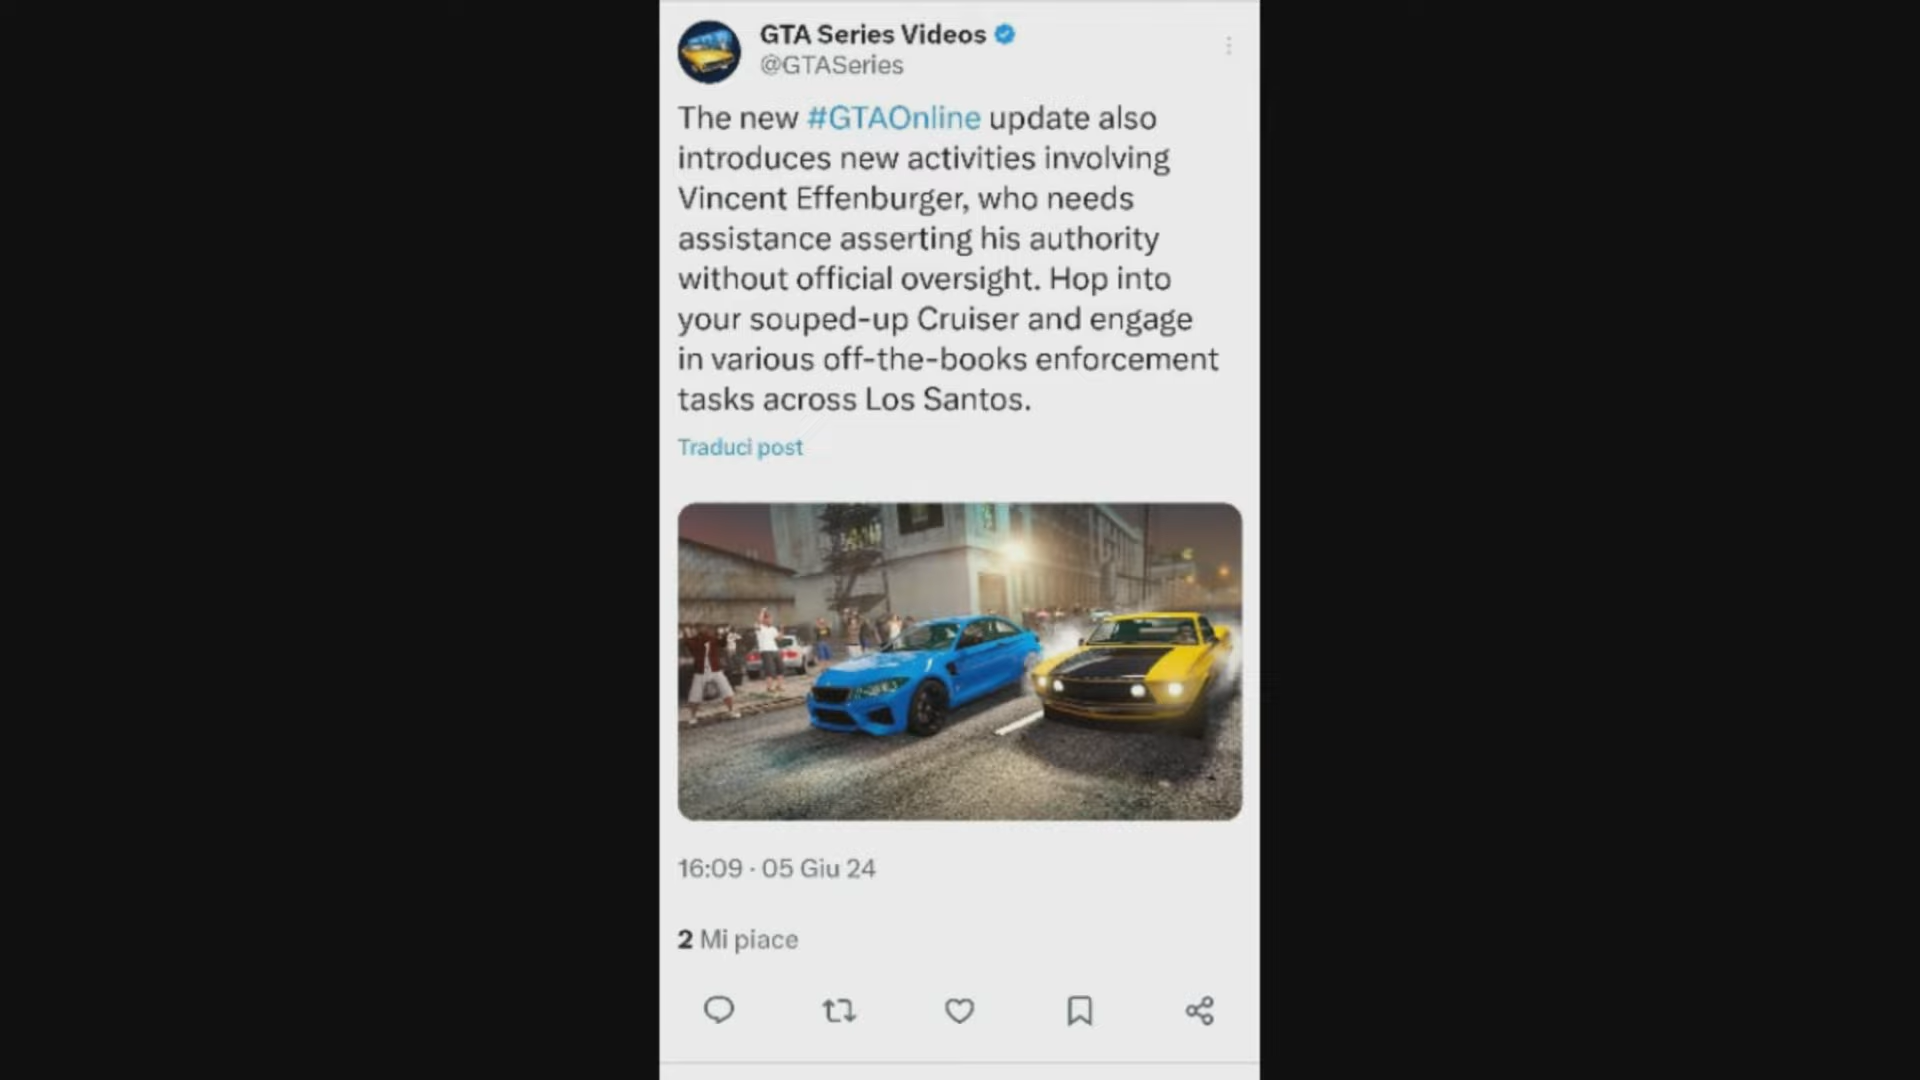 GTA Series Videos
@GTASeries
The new #GTAOnline update also
introduces new activities involving
Vincent Effenburger, who needs
assistance asserting his authority
without official oversight. Hop into
your souped-up Cruiser and engage
in various off-the-books enforcement
tasks across Los Santos.
Traduci post
16:09 · 05 Giu 24
2 Mi piace